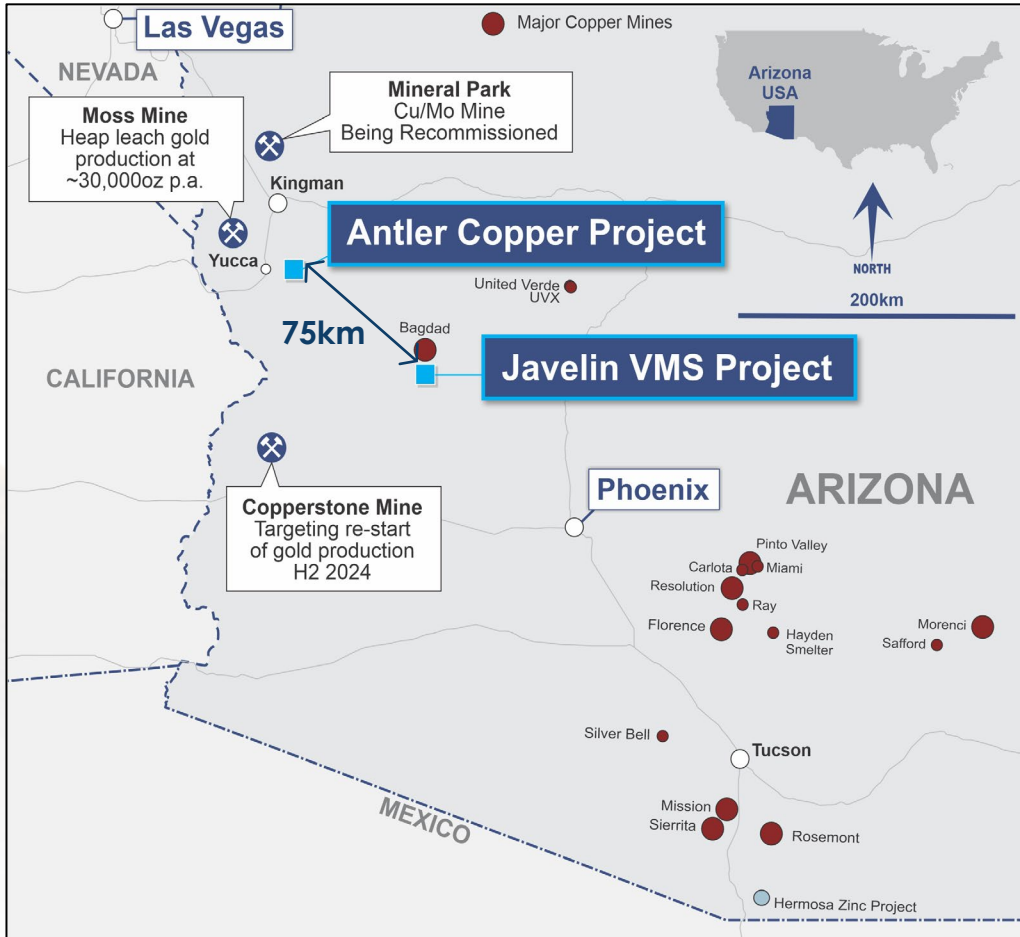 Las Vegas
Major Copper Mines
NEVADA
Arizona
USA
Mineral Park
Cu/Mo Mine
Being Recommissioned
Moss Mine
Heap leach gold
production at
~30,000oz p.a.
Kingman
Antler Copper Project
Yucca
NORTH
200km
United Verde
UVX
75km
Bagdad
Javelin VMS Project
CALIFORNIA
Phoenix
ARIZONA
Copperstone Mine
Targeting re-start
of gold production
H2 2024
Pinto Valley
Carlota
Miami
Resolution
Ray
Florence
Hayden
Smelter
Morenci
Safford
Silver Bell
Tucson
MEXICO
Mission
Sierrita
Rosemont
Hermosa Zinc Project